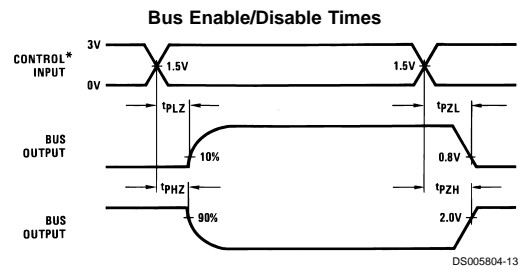 Bus Enable/Disable Times
3V
CONTROL*
INPUT
1.5V
1.5V
0V
tPLZ
tPZL
BUS
OUTPUT
10%
0.8V
tPHZ
tPZH
90%
2.0V
BUS
OUTPUT
DS005804-13